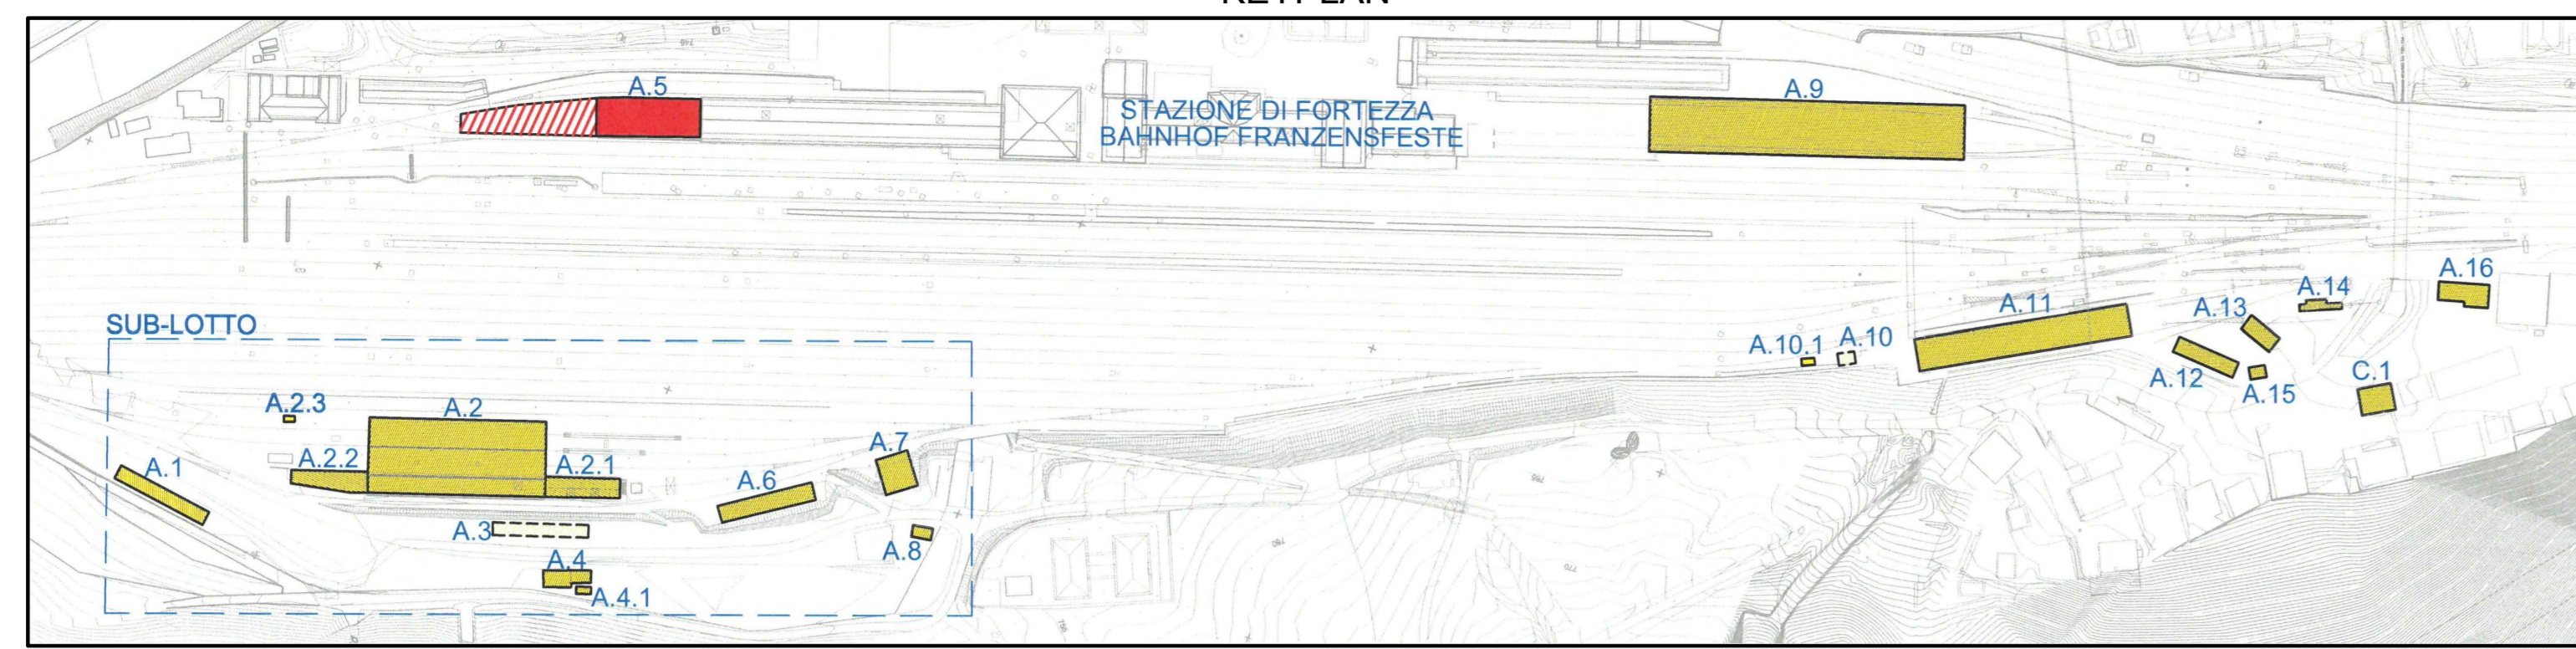 A.5
STAZIONE DI FORTEZZA
BAHNHOF FRANZENSFESTE
A.9
A.16
A.14
A.13
A.11
SUB-LOTTO
A.10.1
A.10
A.12
A.15
C.1
A.2.3
A.2
A.7
A.2.2
A.2.1
A.1
A.6
A.3
A.8
A.4
A.4.1